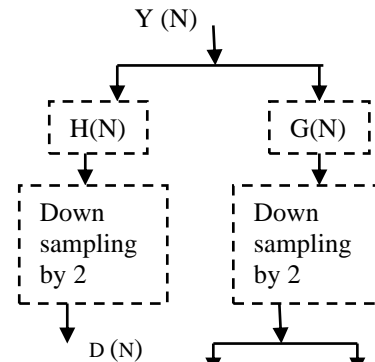 Y (N)
H(N)
G(N)
Down
sampling
by 2
Down
sampling
by 2
D (N)